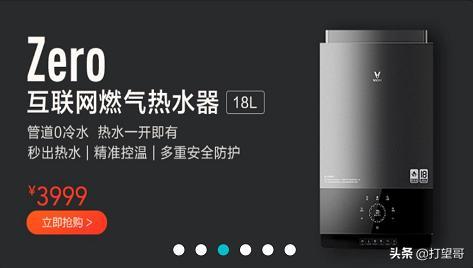 Zero
互联网燃气热水器 18L
管道0冷水 热水一开即有
秒出热水 | 精准控温 | 多重安全防护
¥3999
立即抢购 >
头条 @打望哥